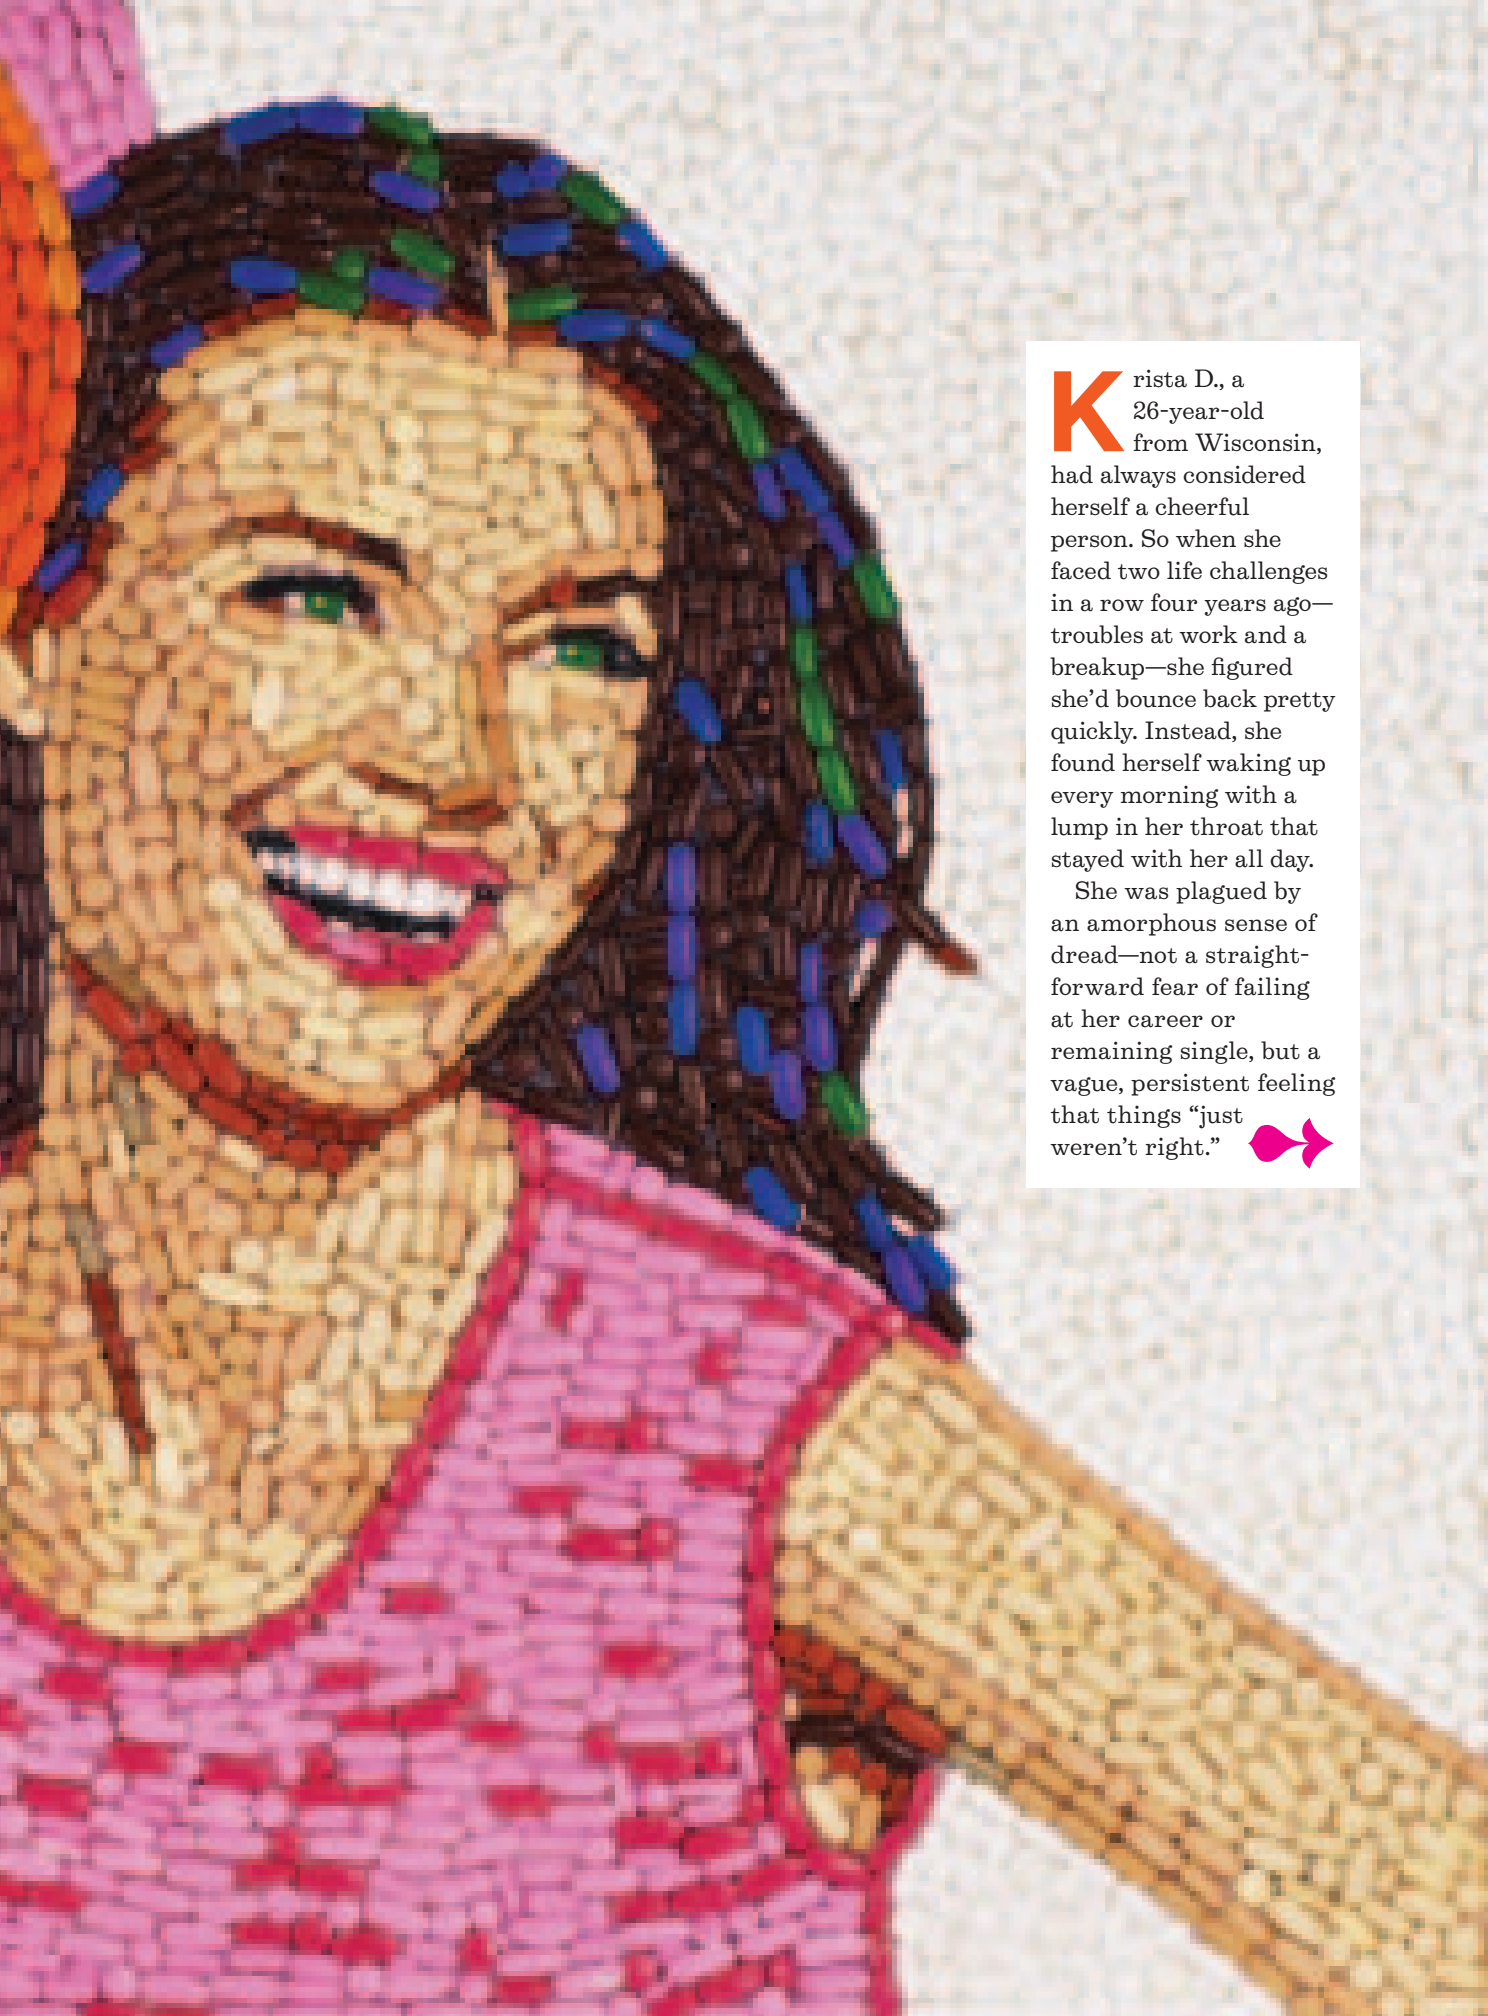 Krista D., a
26-year-old
from Wisconsin,
had always considered
herself a cheerful
person. So when she
faced two life challenges
in a row four years ago—
troubles at work and a
breakup—she figured
she’d bounce back pretty
quickly. Instead, she
found herself waking up
every morning with a
lump in her throat that
stayed with her all day.
She was plagued by
an amorphous sense of
dread—not a straight-
forward fear of failing
at her career or
remaining single, but a
vague, persistent feeling
that things “just
weren’t right.”